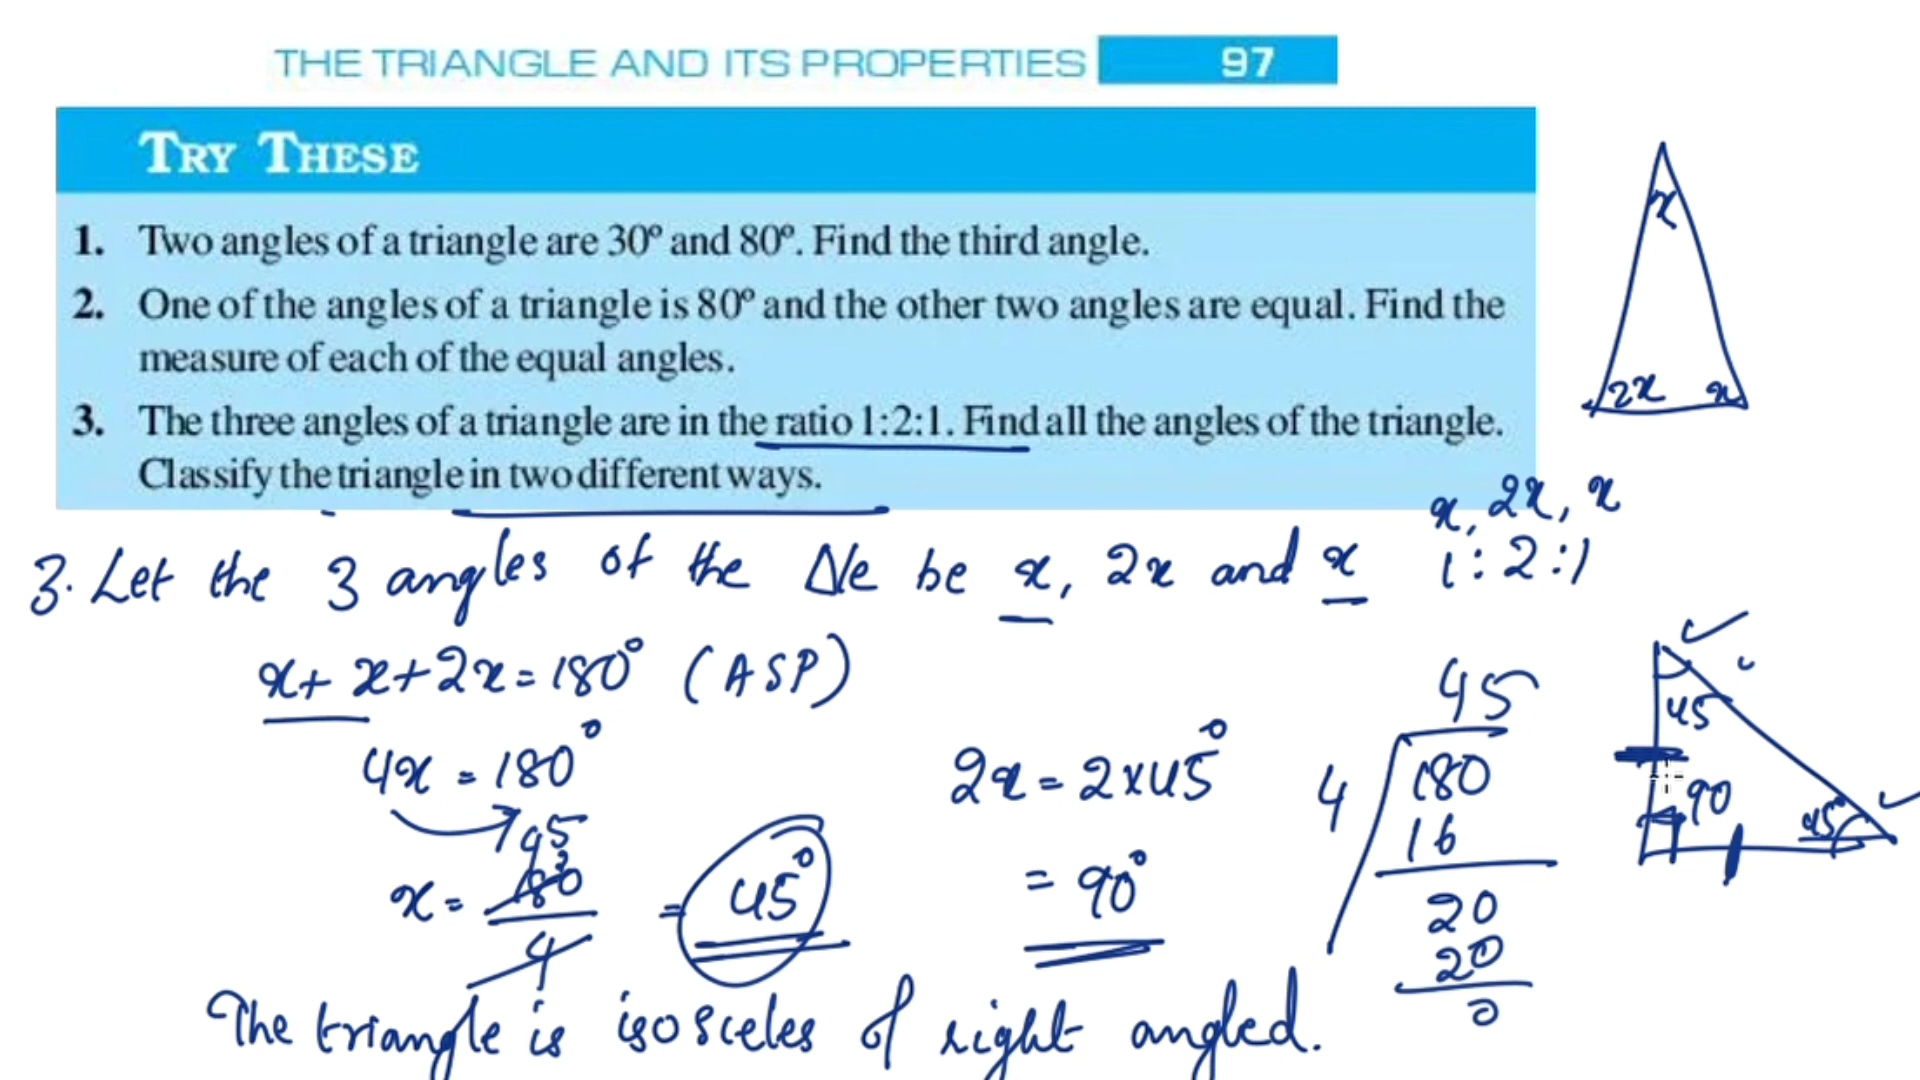 THE TRIANGLE AND ITS PROPERTIES 97
TRY THESE
1. Two angles of a triangle are 30º and 80º. Find the third angle.
2. One of the angles of a triangle is 80º and the other two angles are equal. Find the
measure of each of the equal angles.
3. The three angles of a triangle are in the ratio 1:2:1. Find all the angles of the triangle.
Classify the triangle in two different ways.
x
2x x
x, 2x, x
3. Let the 3 angles of the Δle be x, 2x and x 1:2:1
x + x + 2x = 180° (ASP)
4x = 180°
x = 180/4 = 45°
45
2x = 2×45°
= 90°
45
4 180
16
20
20
0
45
90
45
The triangle is isosceles right angled.